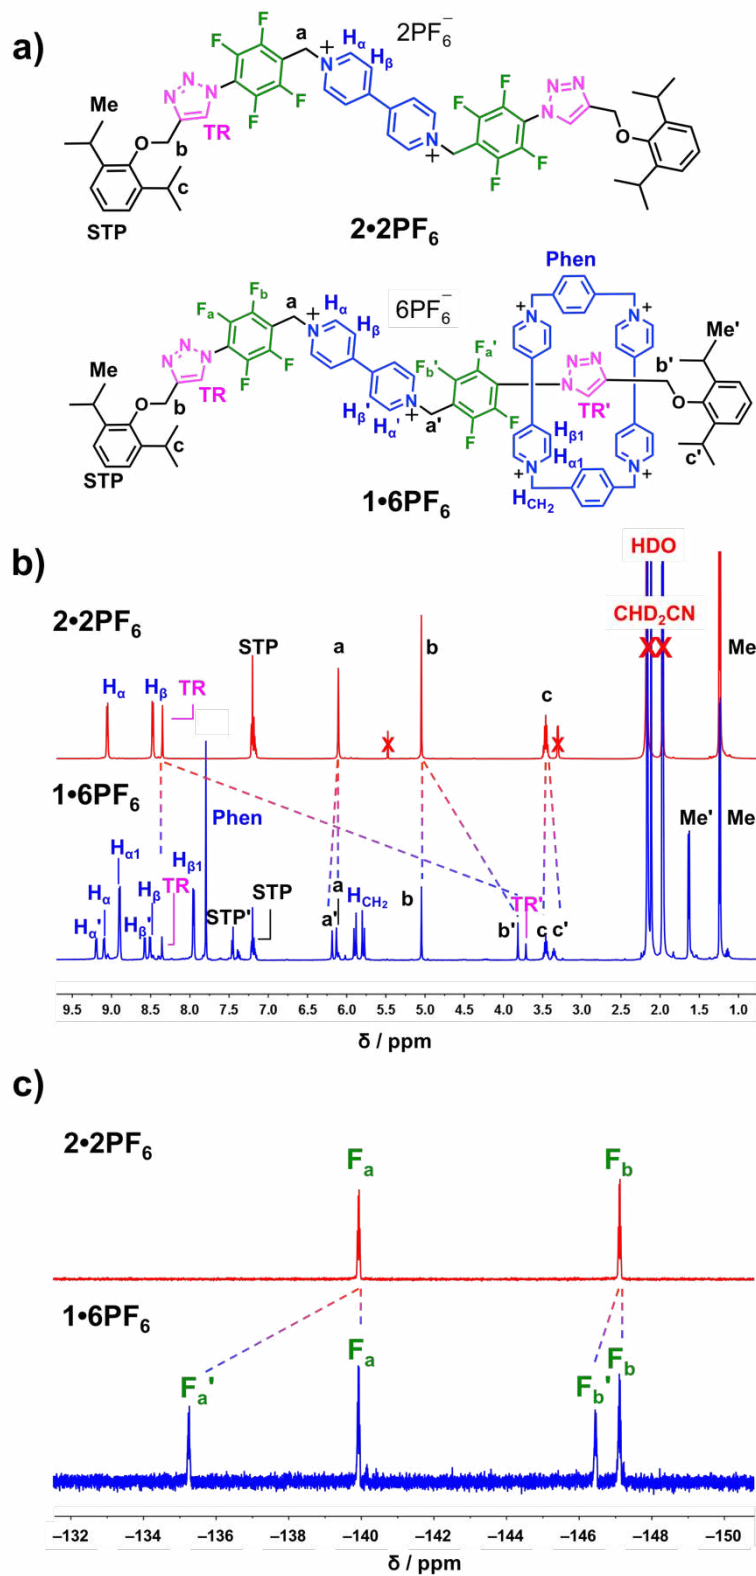 a)
a
Hα
Hβ
2PF6−
+
N
F
F
F
F
N
N
N
TR
Me
O
b
c
STP
N
+
F
F
F
F
N
N
N
O
2•2PF6
Phen
a
Hα
Hβ
6PF6−
+
N
Fa
Fb
F
F
N
N
N
TR
Me
O
b
c
STP
Hβ'
Hα'
N
+
a'
Fb'
Fa'
F
F
N
N
N
TR'
b'
O
Me'
c'
+
N
N
+
Hβ1
Hα1
+
N
N
+
HCH2
1•6PF6
b)
HDO
CHD2CN
2•2PF6
Hα
Hβ
TR
STP
a
X
b
c
X
X
X
Me
1•6PF6
Hα'
Hα
Hα1
Hβ'
Hβ
TR
Hβ1
Phen
STP'
STP
a'
a
HCH2
b
b'
TR'
c
c'
Me'
Me
9.5 9.0 8.5 8.0 7.5 7.0 6.5 6.0 5.5 5.0 4.5 4.0 3.5 3.0 2.5 2.0 1.5 1.0
δ / ppm
c)
2•2PF6
Fa
Fb
1•6PF6
Fa'
Fa
Fb'
Fb
−132 −134 −136 −138 −140 −142 −144 −146 −148 −150
δ / ppm